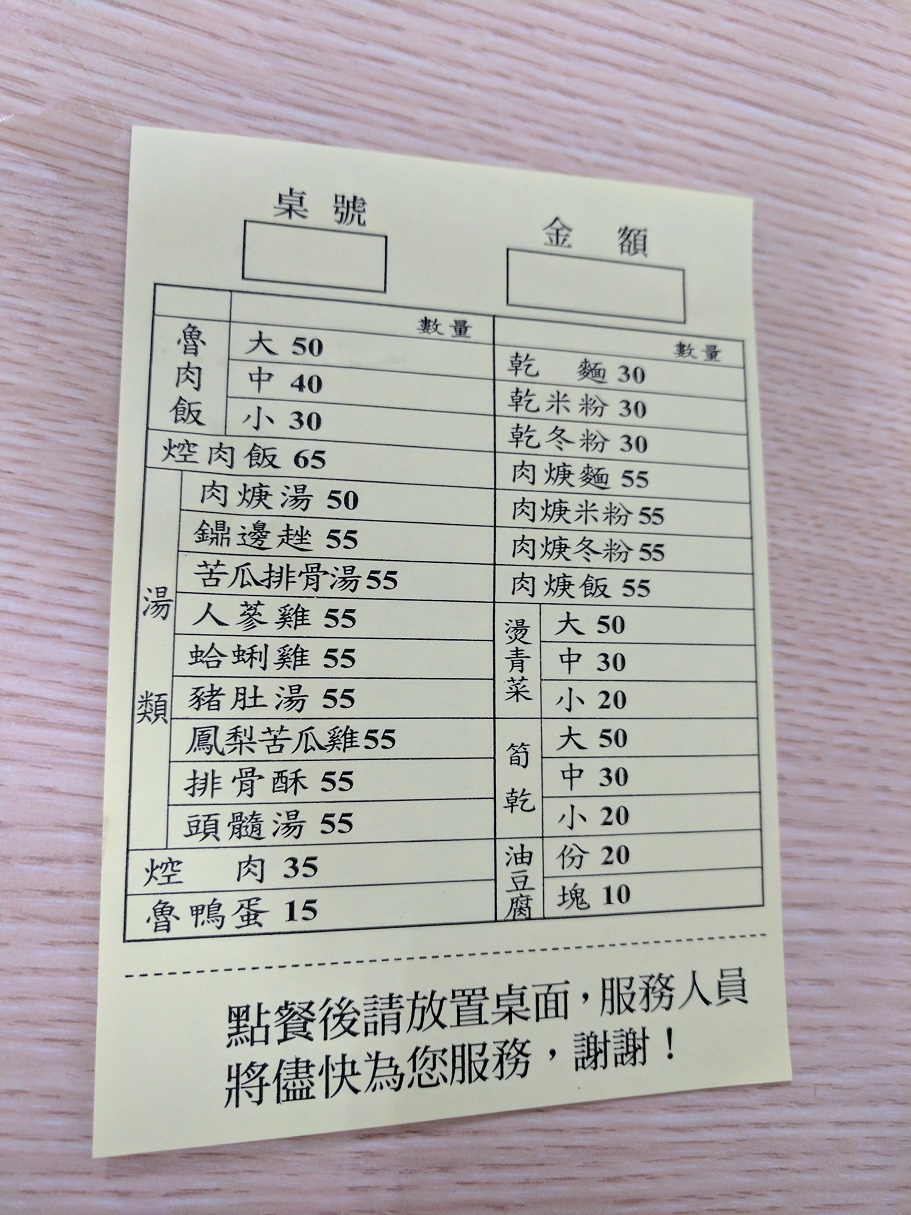 桌號
金額
數量
魯肉飯
大 50
中 40
小 30
焢肉飯 65
湯類
肉焿湯 50
鼎邊趖 55
苦瓜排骨湯 55
人蔘雞 55
蛤蜊雞 55
豬肚湯 55
鳳梨苦瓜雞 55
排骨酥 55
頭髓湯 55
焢肉 35
魯鴨蛋 15
數量
乾麵 30
乾米粉 30
乾冬粉 30
肉焿麵 55
肉焿米粉 55
肉焿冬粉 55
肉焿飯 55
燙青菜
大 50
中 30
小 20
筍乾
大 50
中 30
小 20
油豆腐
份 20
塊 10
點餐後請放置桌面，服務人員
將儘快為您服務，謝謝！